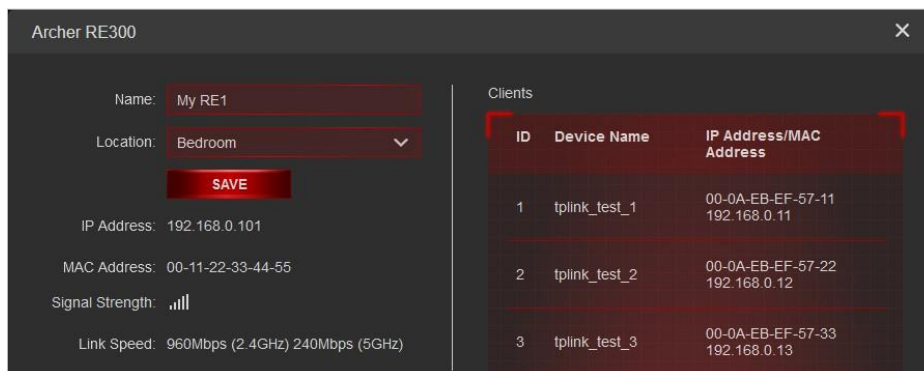 Archer RE300
Name: My RE1
Location: Bedroom
SAVE
IP Address: 192.168.0.101
MAC Address: 00-11-22-33-44-55
Signal Strength:
Link Speed: 960Mbps (2.4GHz) 240Mbps (5GHz)
Clients
ID Device Name IP Address/MAC
Address
1 tplink_test_1 00-0A-EB-EF-57-11
192.168.0.11
2 tplink_test_2 00-0A-EB-EF-57-22
192.168.0.12
3 tplink_test_3 00-0A-EB-EF-57-33
192.168.0.13